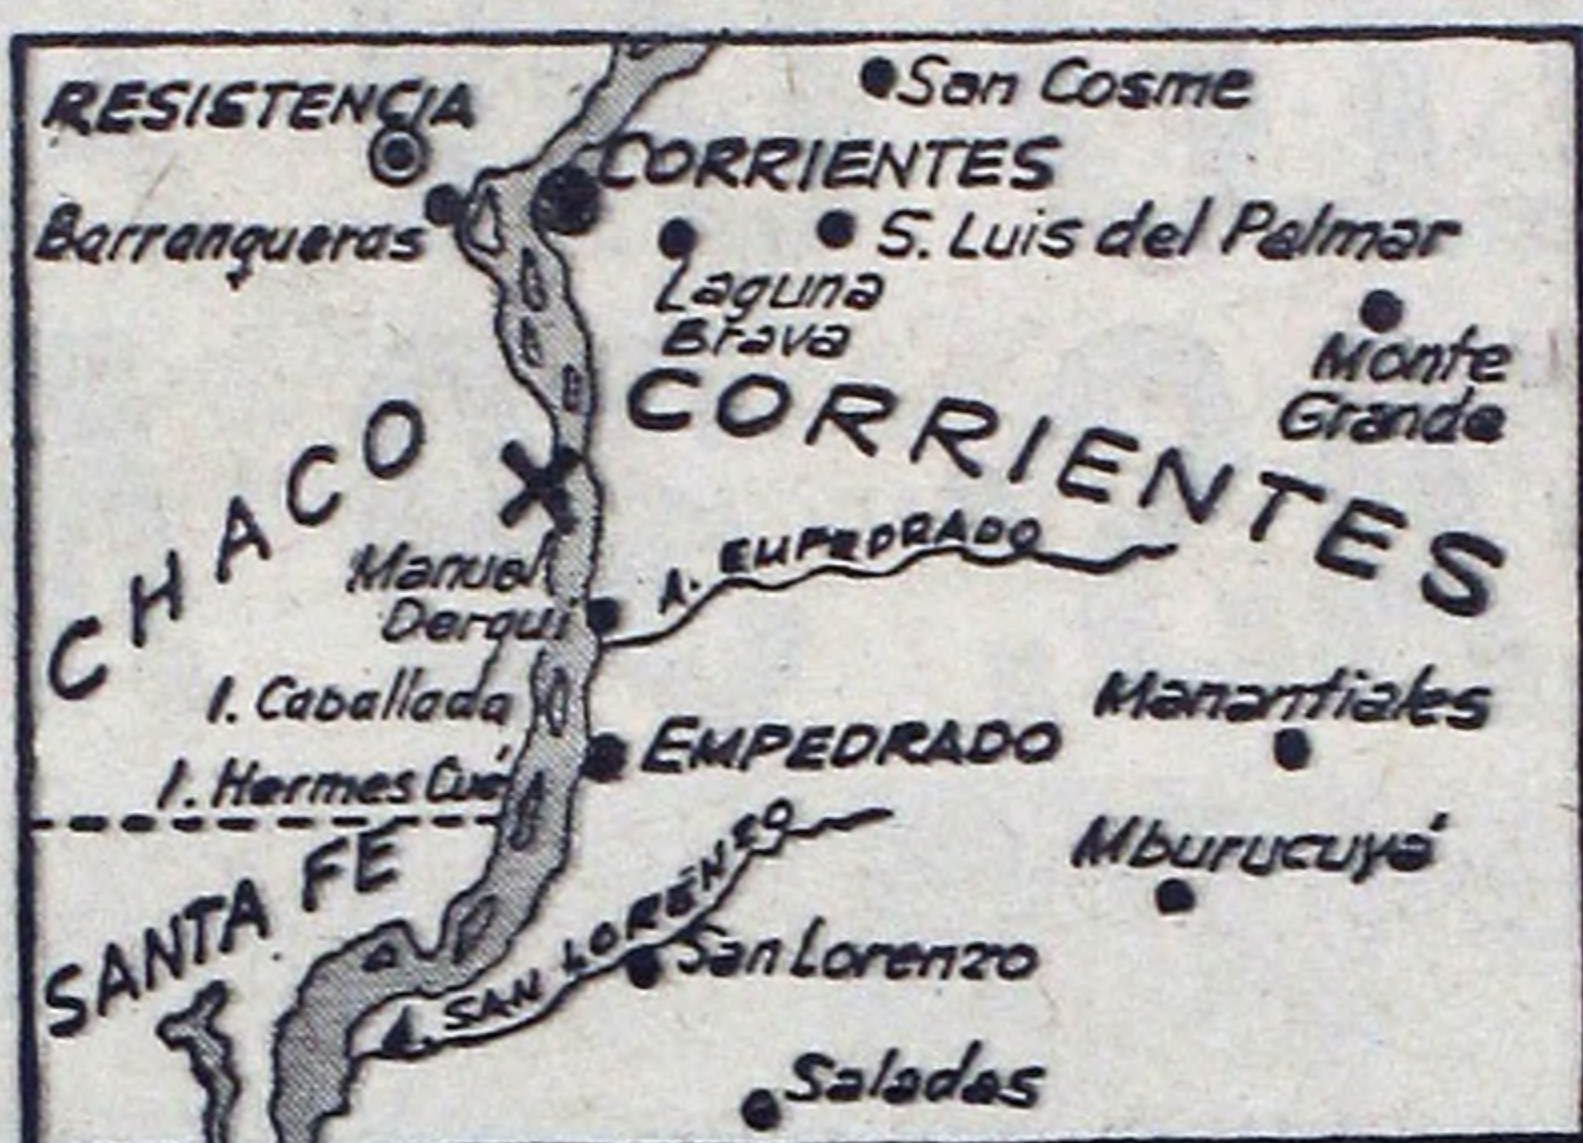 San Cosme
RESISTENCIA
CORRIENTES
Barranqueras
S. Luis del Palmar
Laguna
Brava
Monte
Grande
CORRIENTES
CHACO
A. EMPEDRADO
Manuel
Derqui
I. Caballada
Manantiales
EMPEDRADO
I. Hermes Cué
Mburucuyá
SANTA FE
A. SAN LORENZO
San Lorenzo
Saladas